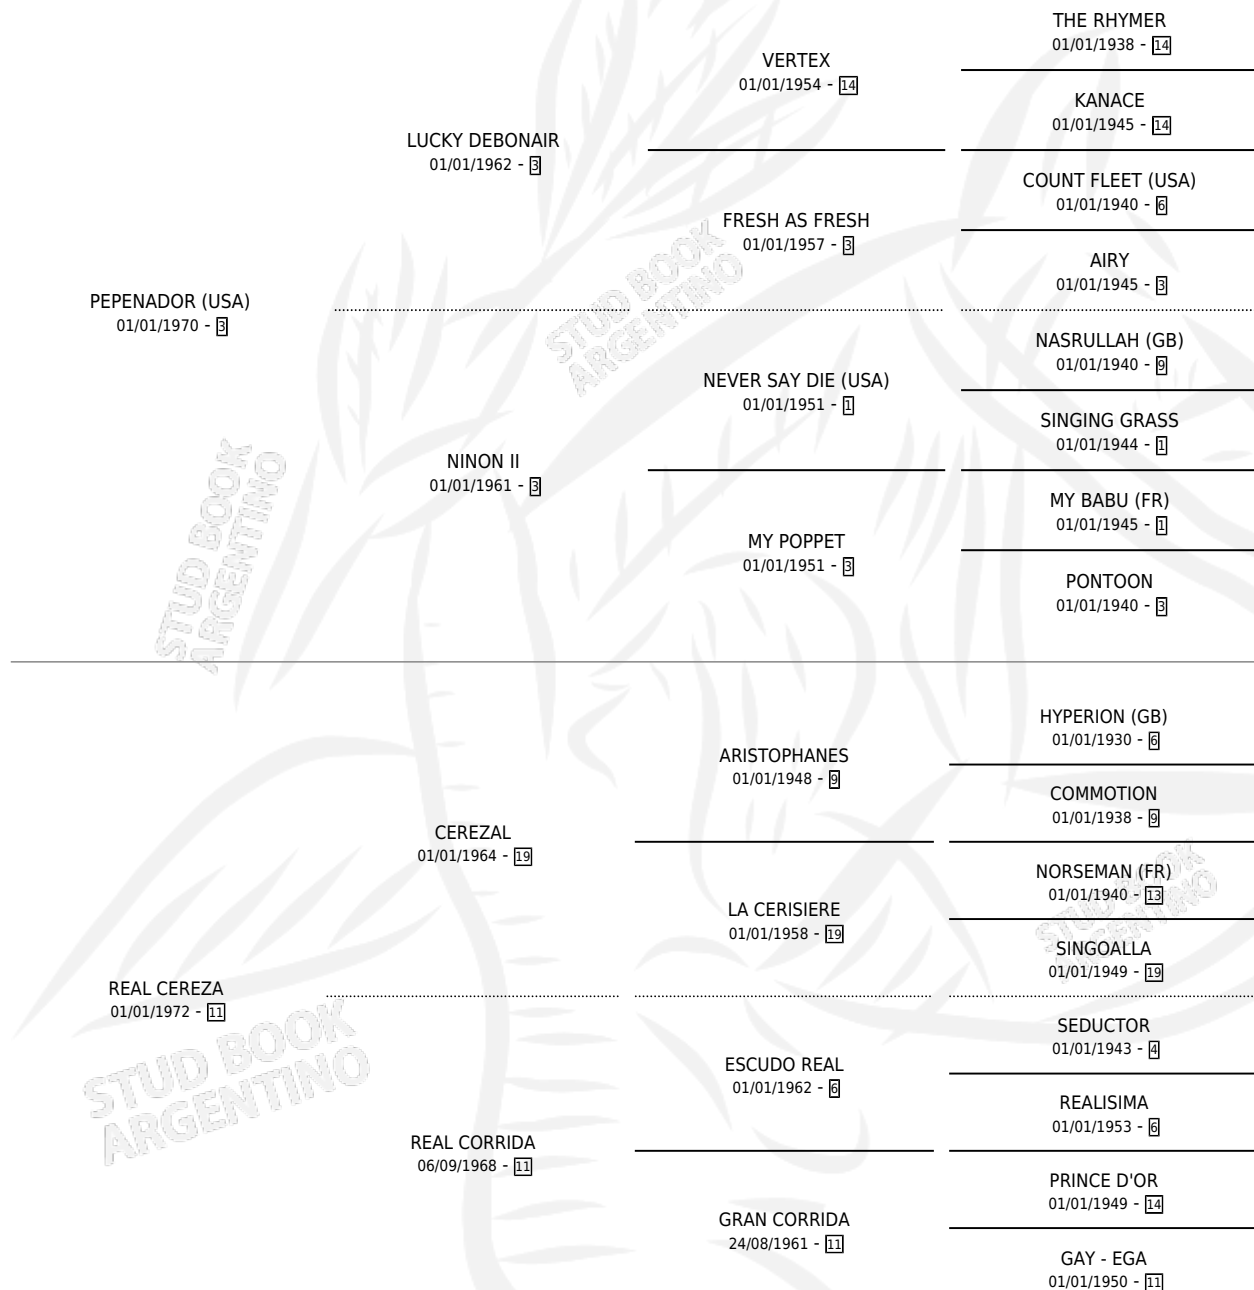 THE RHYMER
01/01/1938 - 14
VERTEX
01/01/1954 - 14
KANACE
01/01/1945 - 14
LUCKY DEBONAIR
01/01/1962 - 3
COUNT FLEET (USA)
01/01/1940 - 6
FRESH AS FRESH
01/01/1957 - 3
AIRY
01/01/1945 - 3
PEPENADOR (USA)
01/01/1970 - 3
NASRULLAH (GB)
01/01/1940 - 9
NEVER SAY DIE (USA)
01/01/1951 - 1
SINGING GRASS
01/01/1944 - 1
NINON II
01/01/1961 - 3
MY BABU (FR)
01/01/1945 - 1
MY POPPET
01/01/1951 - 3
PONTOON
01/01/1940 - 3
HYPERION (GB)
01/01/1930 - 6
ARISTOPHANES
01/01/1948 - 9
COMMOTION
01/01/1938 - 9
CEREZAL
01/01/1964 - 19
NORSEMAN (FR)
01/01/1940 - 13
LA CERISIERE
01/01/1958 - 19
SINGOALLA
01/01/1949 - 19
REAL CEREZA
01/01/1972 - 11
SEDUCTOR
01/01/1943 - 4
ESCUDO REAL
01/01/1962 - 6
REALISIMA
01/01/1953 - 6
REAL CORRIDA
06/09/1968 - 11
PRINCE D'OR
01/01/1949 - 14
GRAN CORRIDA
24/08/1961 - 11
GAY - EGA
01/01/1950 - 11
STUD BOOK
ARGENTINO
STUD BOOK
ARGENTINO
STUD BOOK
ARGENTINO
STUD BOOK
ARGENTINO